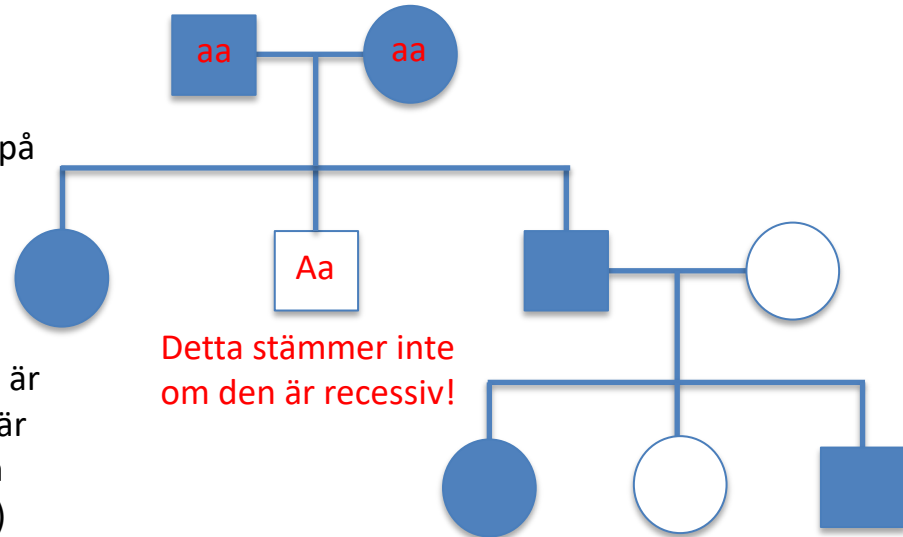 aa
aa
på
Aa
Detta stämmer inte
om den är recessiv!
är
är
)